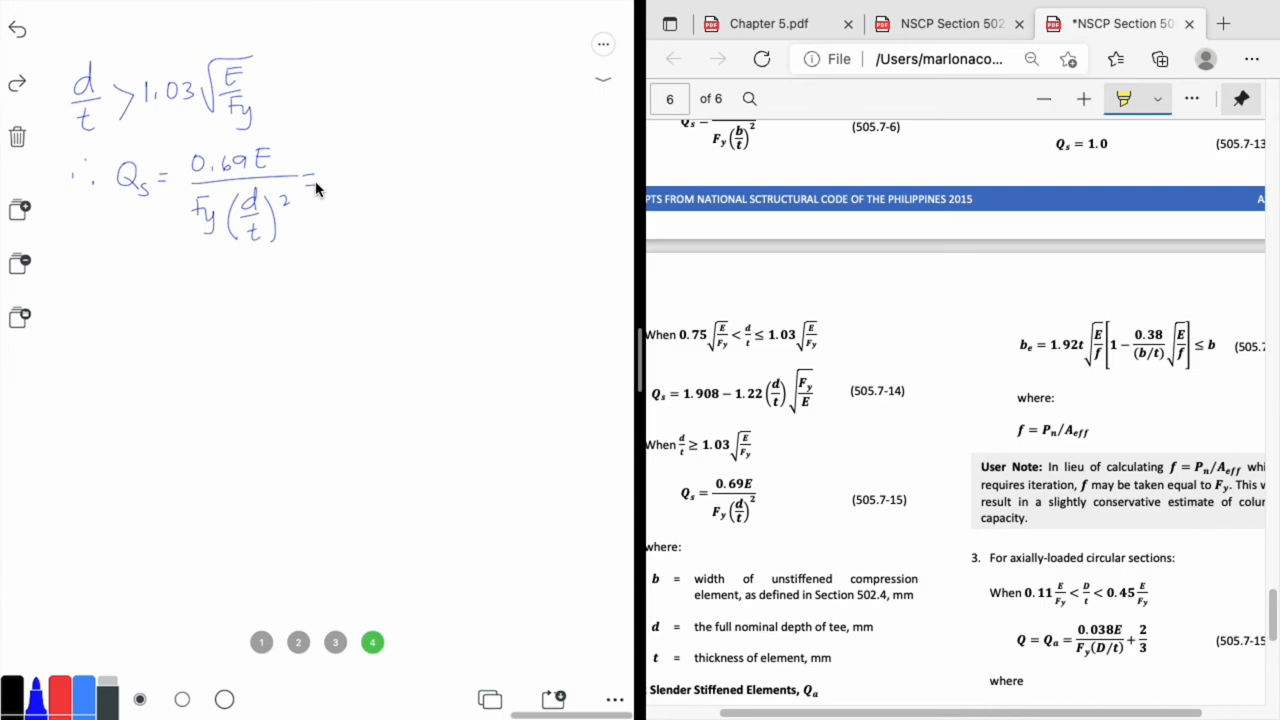 d/t > 1.03 √(E/Fy)
∴ Qs = 0.69E / Fy (d/t)² =
1 2 3 4
Chapter 5.pdf
NSCP Section 502
*NSCP Section 50
File
/Users/marlonaco...
6 of 6
Fy (b/t)²
(505.7-6)
Qs = 1.0
(505.7-13
PTS FROM NATIONAL SCTRUCTURAL CODE OF THE PHILIPPINES 2015
A
When 0.75 √(E/Fy) < d/t ≤ 1.03 √(E/Fy)
Qs = 1.908 − 1.22 (d/t) √(Fy/E) (505.7-14)
When d/t ≥ 1.03 √(E/Fy)
Qs = 0.69E / Fy (d/t)² (505.7-15)
where:
b = width of unstiffened compression
element, as defined in Section 502.4, mm
d = the full nominal depth of tee, mm
t = thickness of element, mm
Slender Stiffened Elements, Qa
be = 1.92t √(E/f) [1 − 0.38/(b/t) √(E/f)] ≤ b (505.7
where:
f = Pn/Aeff
User Note: In lieu of calculating f = Pn/Aeff whi
requires iteration, f may be taken equal to Fy. This w
result in a slightly conservative estimate of colu
capacity.
3. For axially-loaded circular sections:
When 0.11 E/Fy < D/t < 0.45 E/Fy
Q = Qa = 0.038E / Fy(D/t) + 2/3 (505.7-15
where